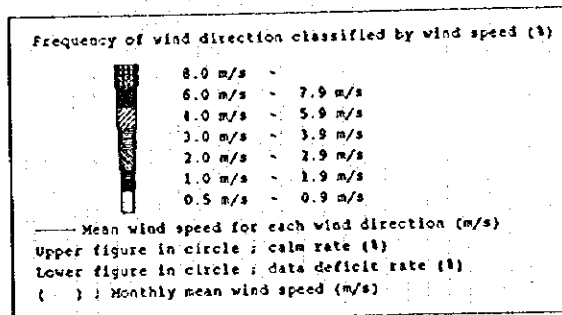 Frequency of wind direction classified by wind speed (%)
8.0 m/s -
6.0 m/s - 7.9 m/s
4.0 m/s - 5.9 m/s
3.0 m/s - 3.9 m/s
2.0 m/s - 2.9 m/s
1.0 m/s - 1.9 m/s
0.5 m/s - 0.9 m/s
Mean wind speed for each wind direction (m/s)
Upper figure in circle ; calm rate (%)
Lower figure in circle ; data deficit rate (%)
( ) ; Monthly mean wind speed (m/s)